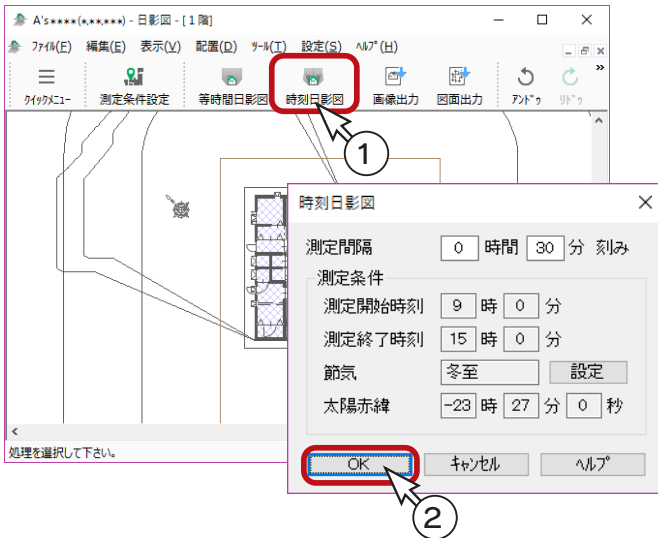 A's****(*,**,***) - 日影図 - [1 階]
ﾌｧｲﾙ(F) 編集(E) 表示(V) 配置(D) ﾂｰﾙ(T) 設定(S) ﾍﾙﾌﾟ(H)
ｸｲｯｸﾒﾆｭｰ 測定条件設定 等時間日影図 時刻日影図 画像出力 図面出力 ｱﾝﾄﾞｩ ﾘﾄﾞｩ
1
時刻日影図
測定間隔 0 時間 30 分 刻み
測定条件
測定開始時刻 9 時 0 分
測定終了時刻 15 時 0 分
節気 冬至 設定
太陽赤緯 -23 時 27 分 0 秒
OK ｷｬﾝｾﾙ ﾍﾙﾌﾟ
2
処理を選択して下さい。